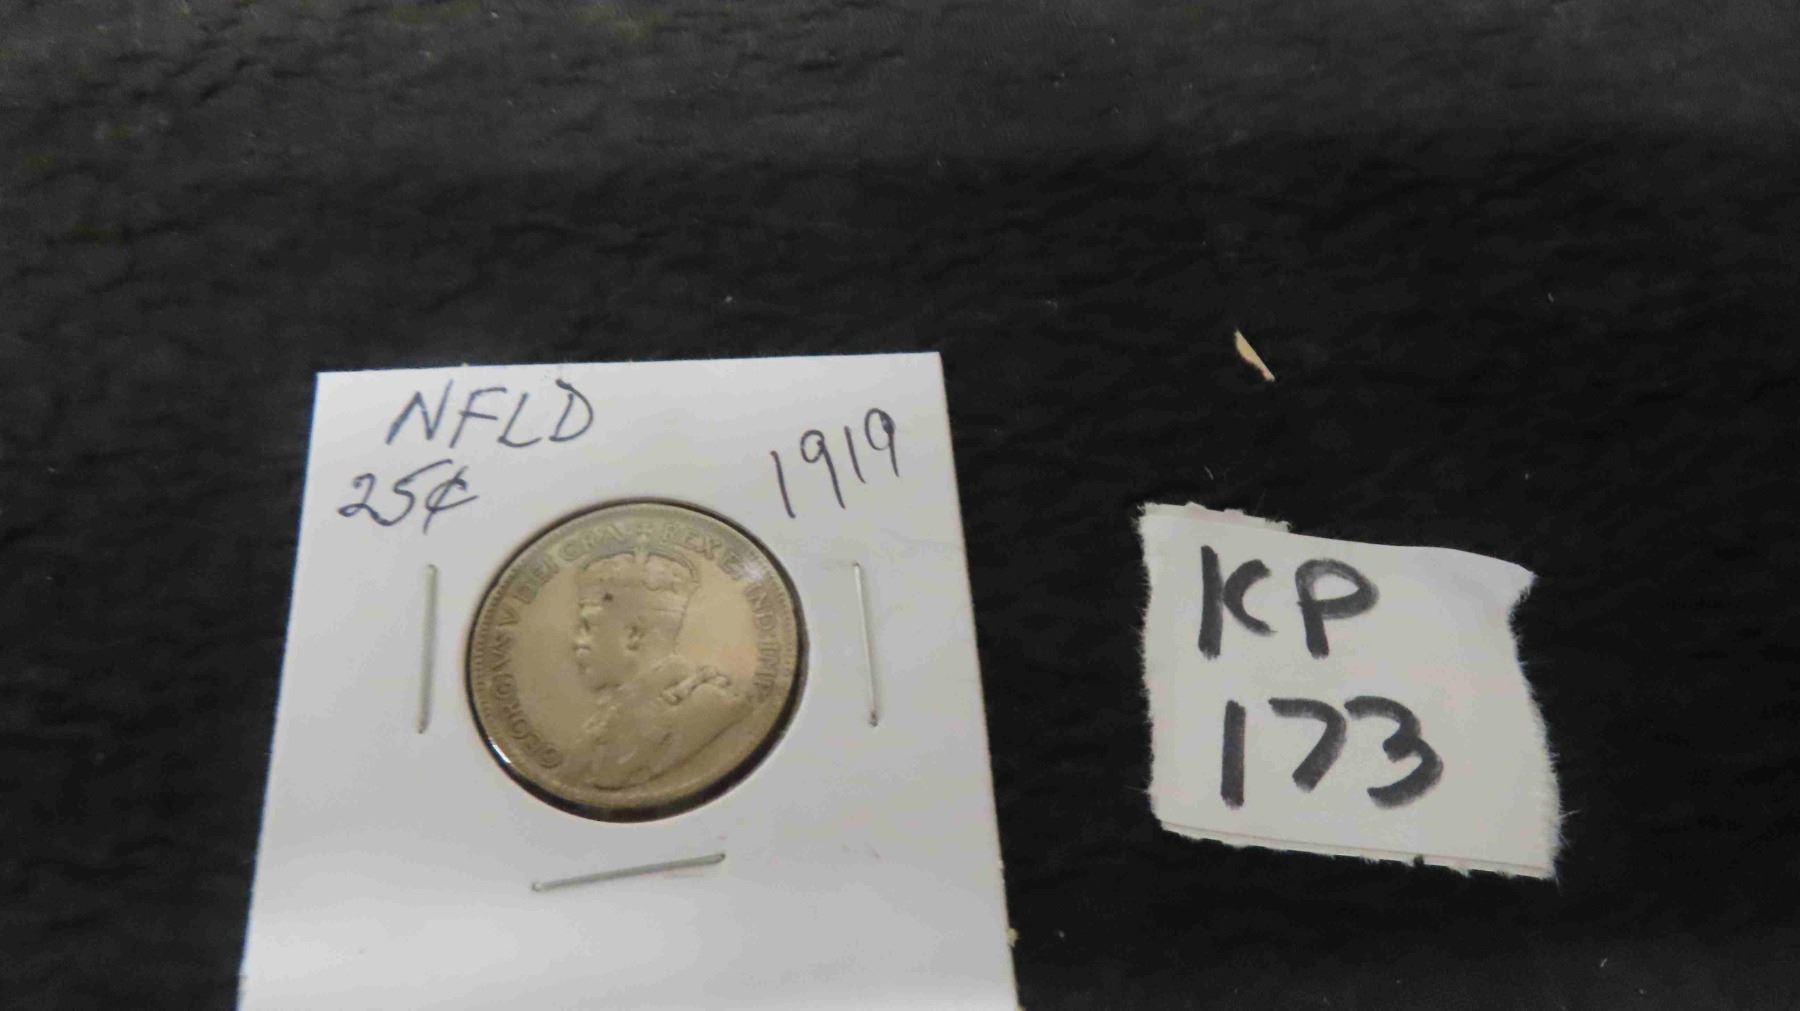 NFLD
25¢
1919
GEORGIVS V DEI GRA: REX ET IND:IMP:
KP
173